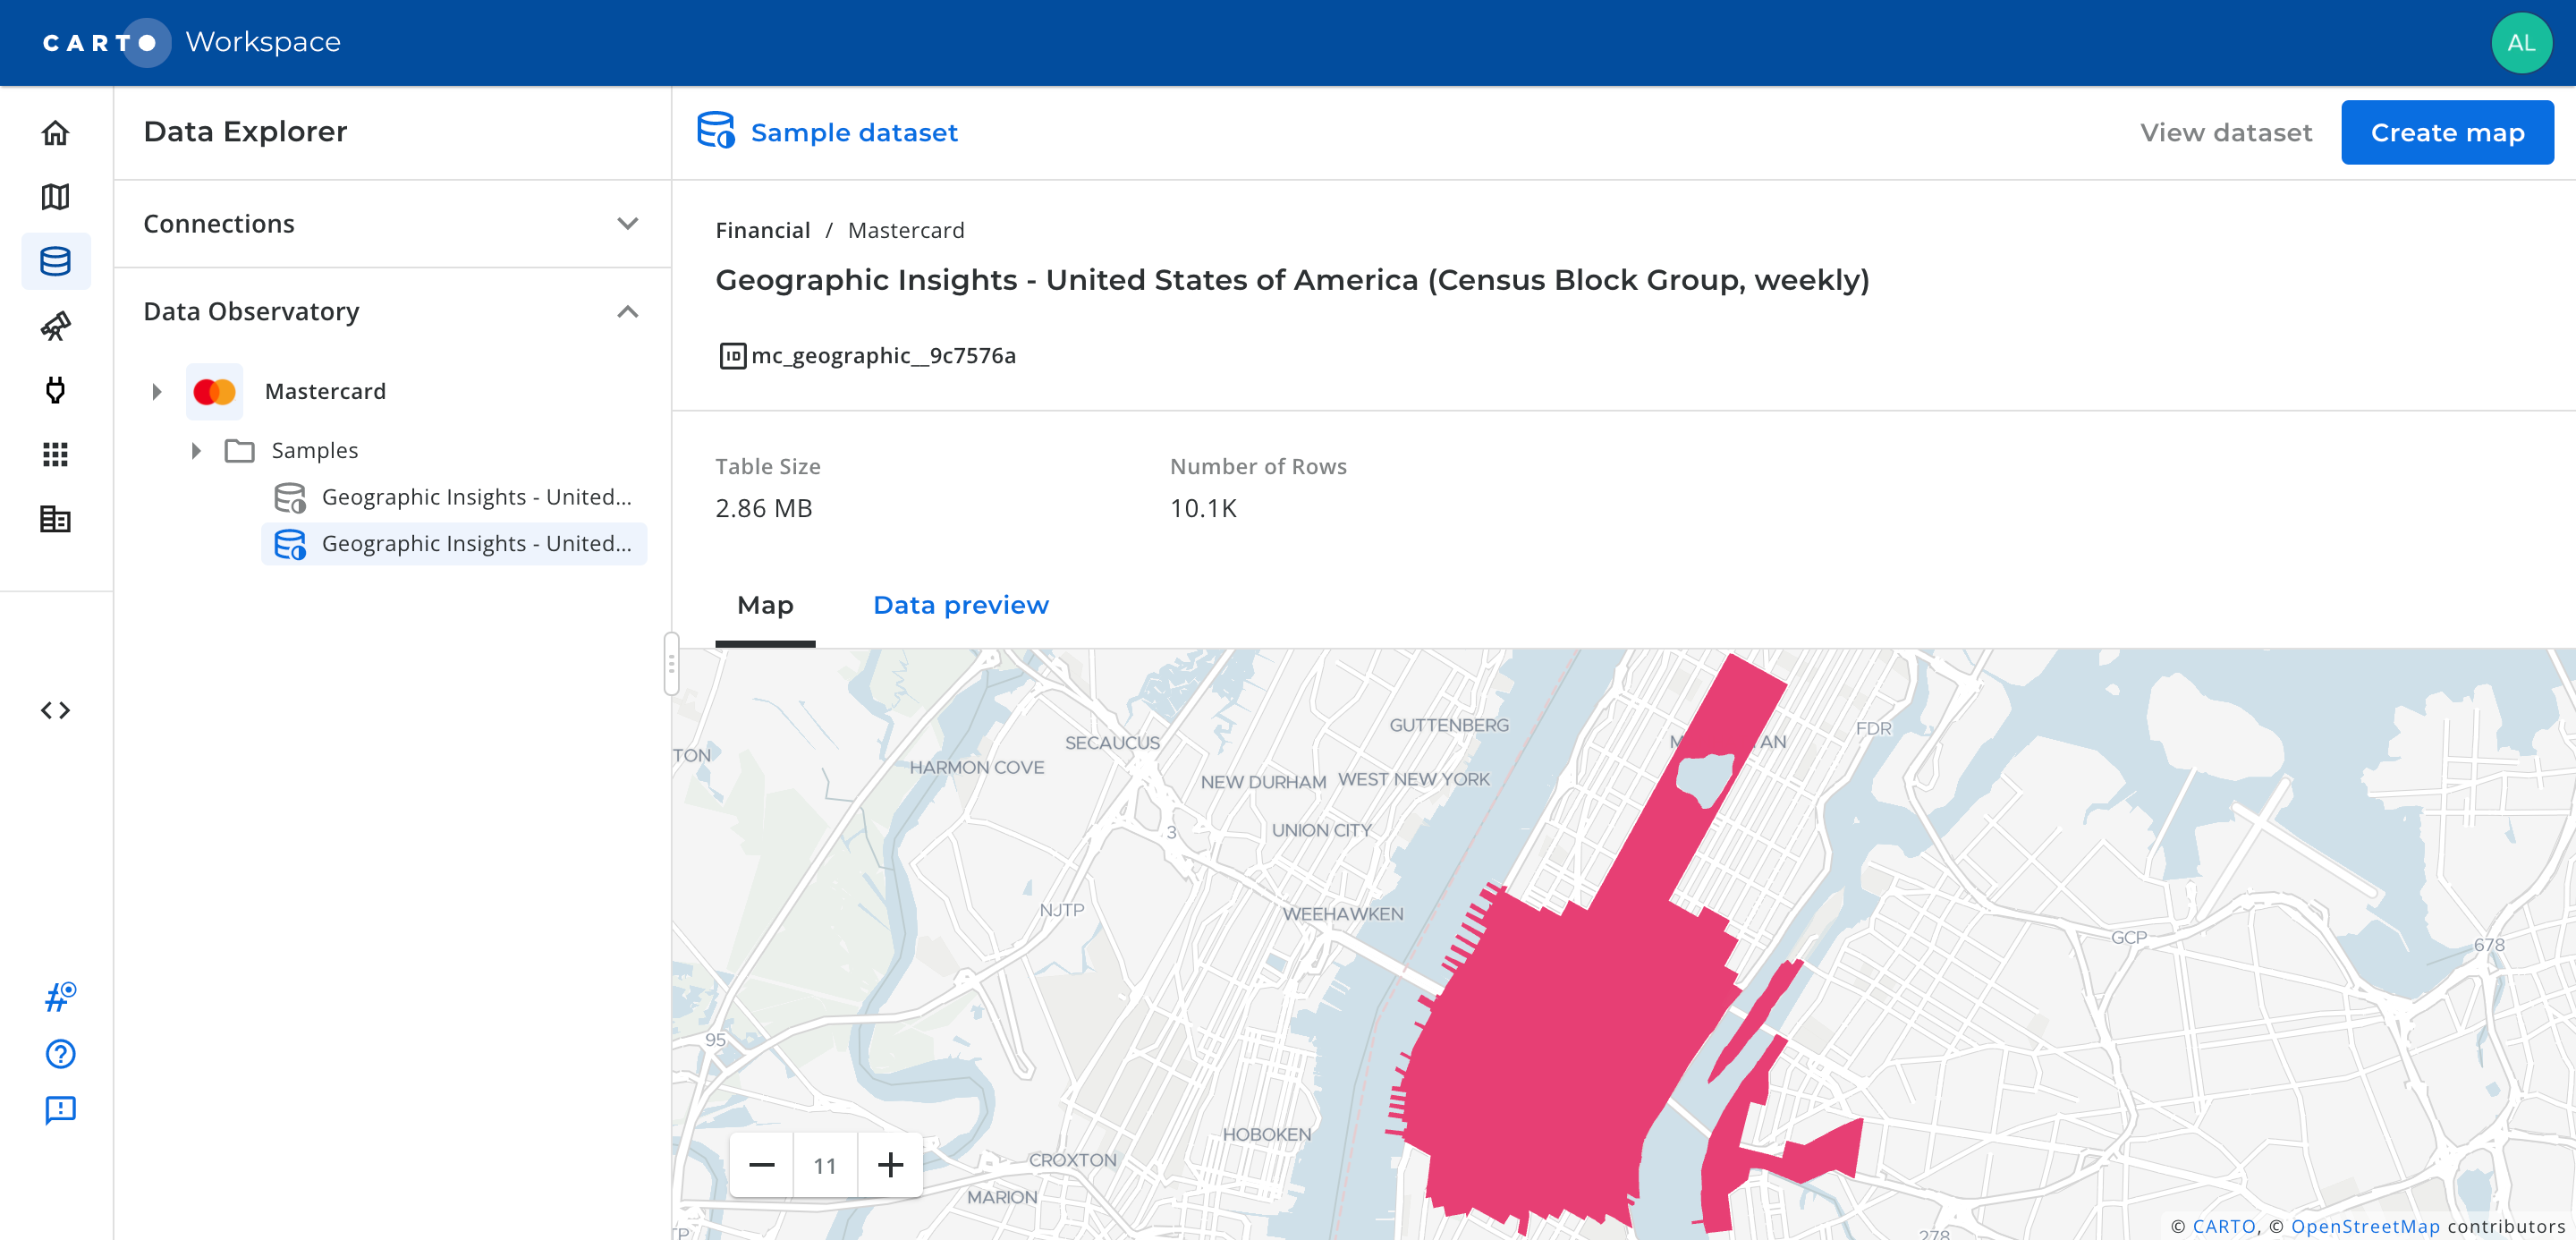 CARTO Workspace
AL
Data Explorer
Connections
Data Observatory
Mastercard
Samples
Geographic Insights - United...
Geographic Insights - United...
Sample dataset
View dataset
Create map
Financial / Mastercard
Geographic Insights - United States of America (Census Block Group, weekly)
ID mc_geographic__9c7576a
Table Size
2.86 MB
Number of Rows
10.1K
Map
Data preview
GUTTENBERG
FDR
SECAUCUS
TON
HARMON COVE
NEW DURHAM
WEST NEW YORK
3
UNION CITY
NJTP
WEEHAWKEN
GCP
678
95
HOBOKEN
CROXTON
MARION
11
278
© CARTO, © OpenStreetMap contributors